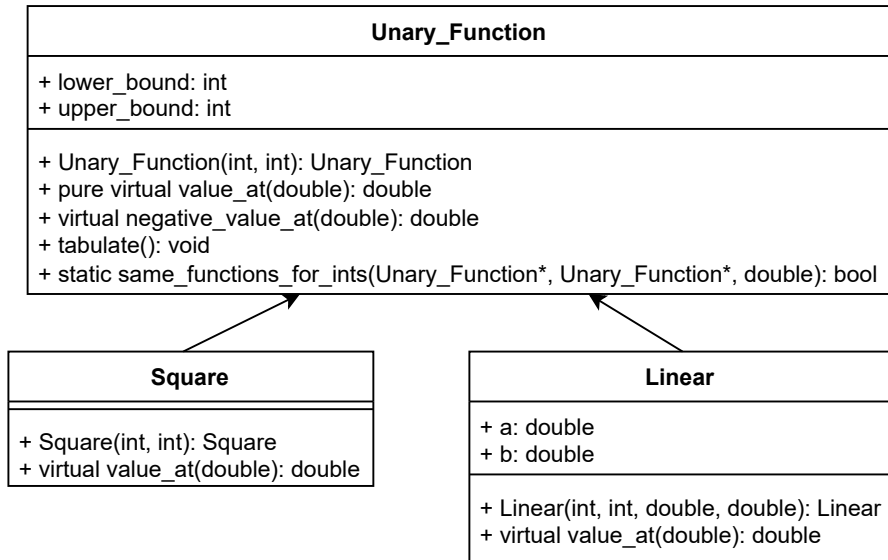 Unary_Function
+ lower_bound: int
+ upper_bound: int
+ Unary_Function(int, int): Unary_Function
+ pure virtual value_at(double): double
+ virtual negative_value_at(double): double
+ tabulate(): void
+ static same_functions_for_ints(Unary_Function*, Unary_Function*, double): bool
Square
+ Square(int, int): Square
+ virtual value_at(double): double
Linear
+ a: double
+ b: double
+ Linear(int, int, double, double): Linear
+ virtual value_at(double): double